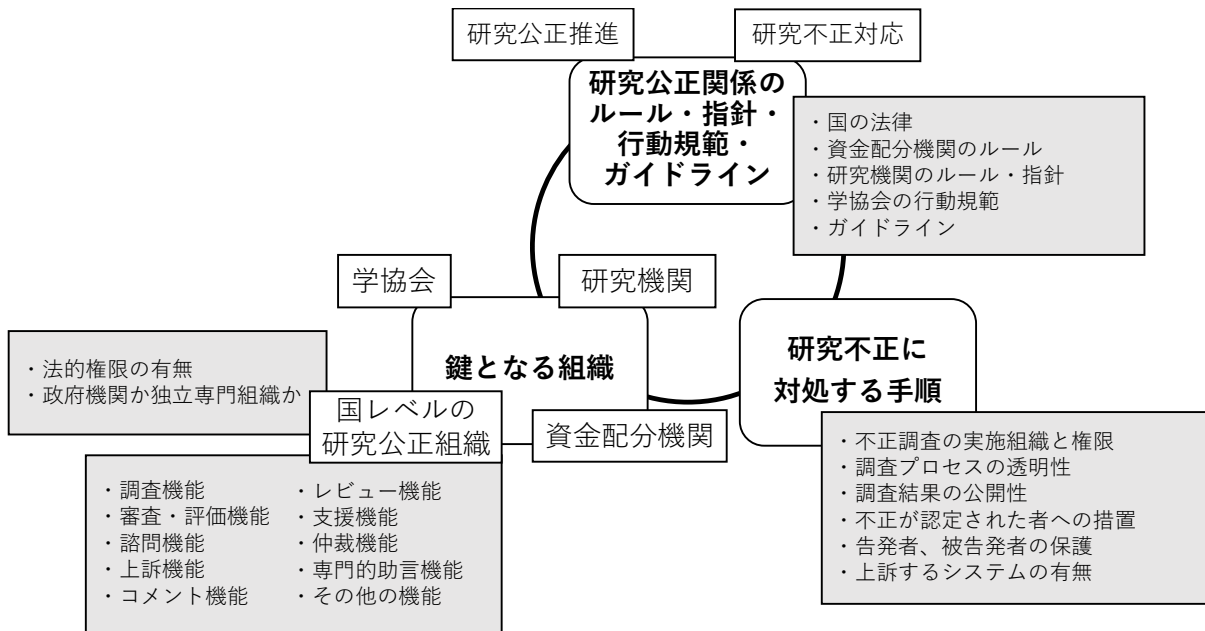 研究公正推進
研究不正対応
研究公正関係の
ルール・指針・
行動規範・
ガイドライン
・国の法律
・資金配分機関のルール
・研究機関のルール・指針
・学協会の行動規範
・ガイドライン
学協会
研究機関
鍵となる組織
・法的権限の有無
・政府機関か独立専門組織か
国レベルの
研究公正組織
資金配分機関
・調査機能
・審査・評価機能
・諮問機能
・上訴機能
・コメント機能
・レビュー機能
・支援機能
・仲裁機能
・専門的助言機能
・その他の機能
研究不正に
対処する手順
・不正調査の実施組織と権限
・調査プロセスの透明性
・調査結果の公開性
・不正が認定された者への措置
・告発者、被告発者の保護
・上訴するシステムの有無